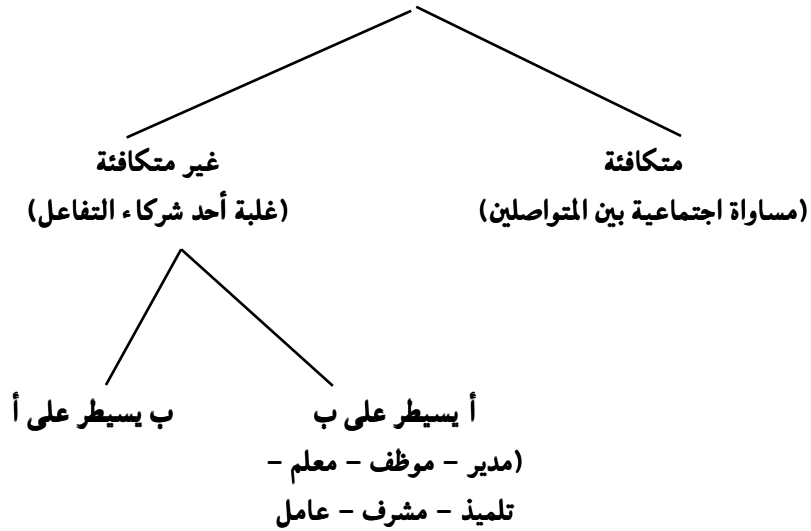 متكافئة
(مساواة اجتماعية بين المتواصلين)
غير متكافئة
(غلبة أحد شركاء التفاعل)
أ يسيطر على ب
(مدير – موظف – معلم –
تلميذ – مشرف – عامل
ب يسيطر على أ